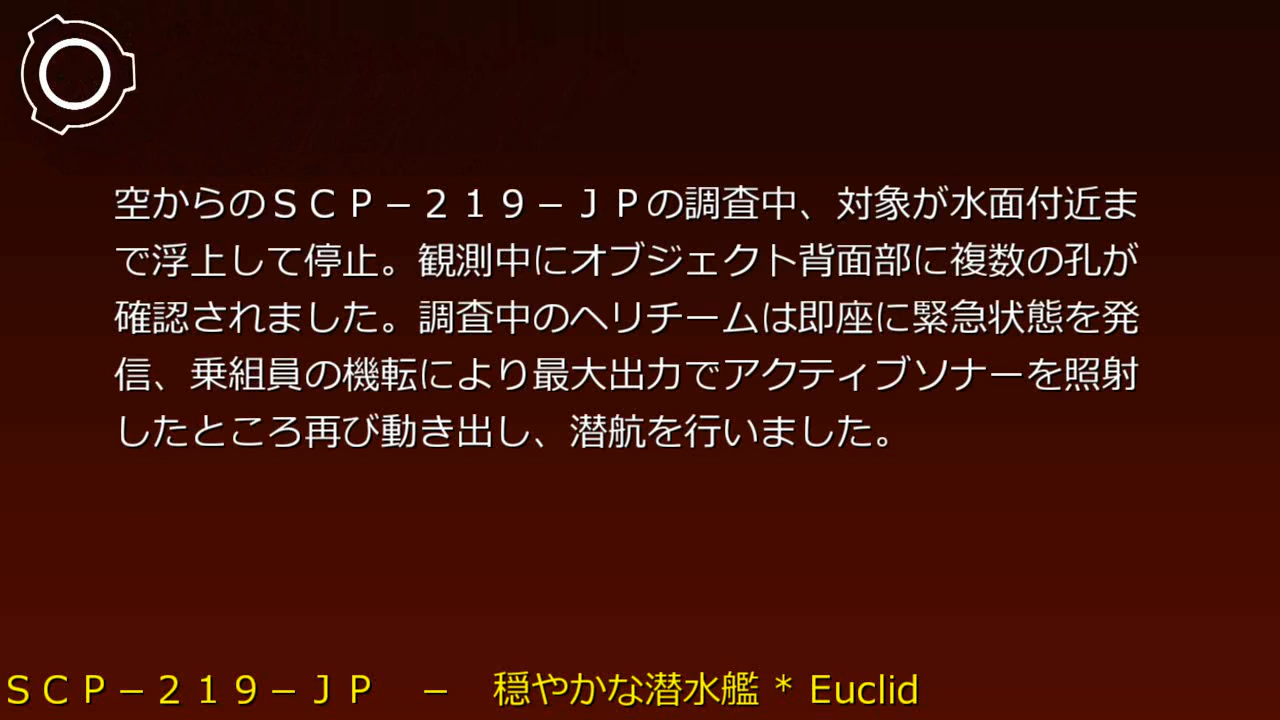 空からのＳＣＰ－２１９－ＪＰの調査中、対象が水面付近ま
で浮上して停止。観測中にオブジェクト背面部に複数の孔が
確認されました。調査中のヘリチームは即座に緊急状態を発
信、乗組員の機転により最大出力でアクティブソナーを照射
したところ再び動き出し、潜航を行いました。
ＳＣＰ－２１９－ＪＰ　－　穏やかな潜水艦 * Euclid